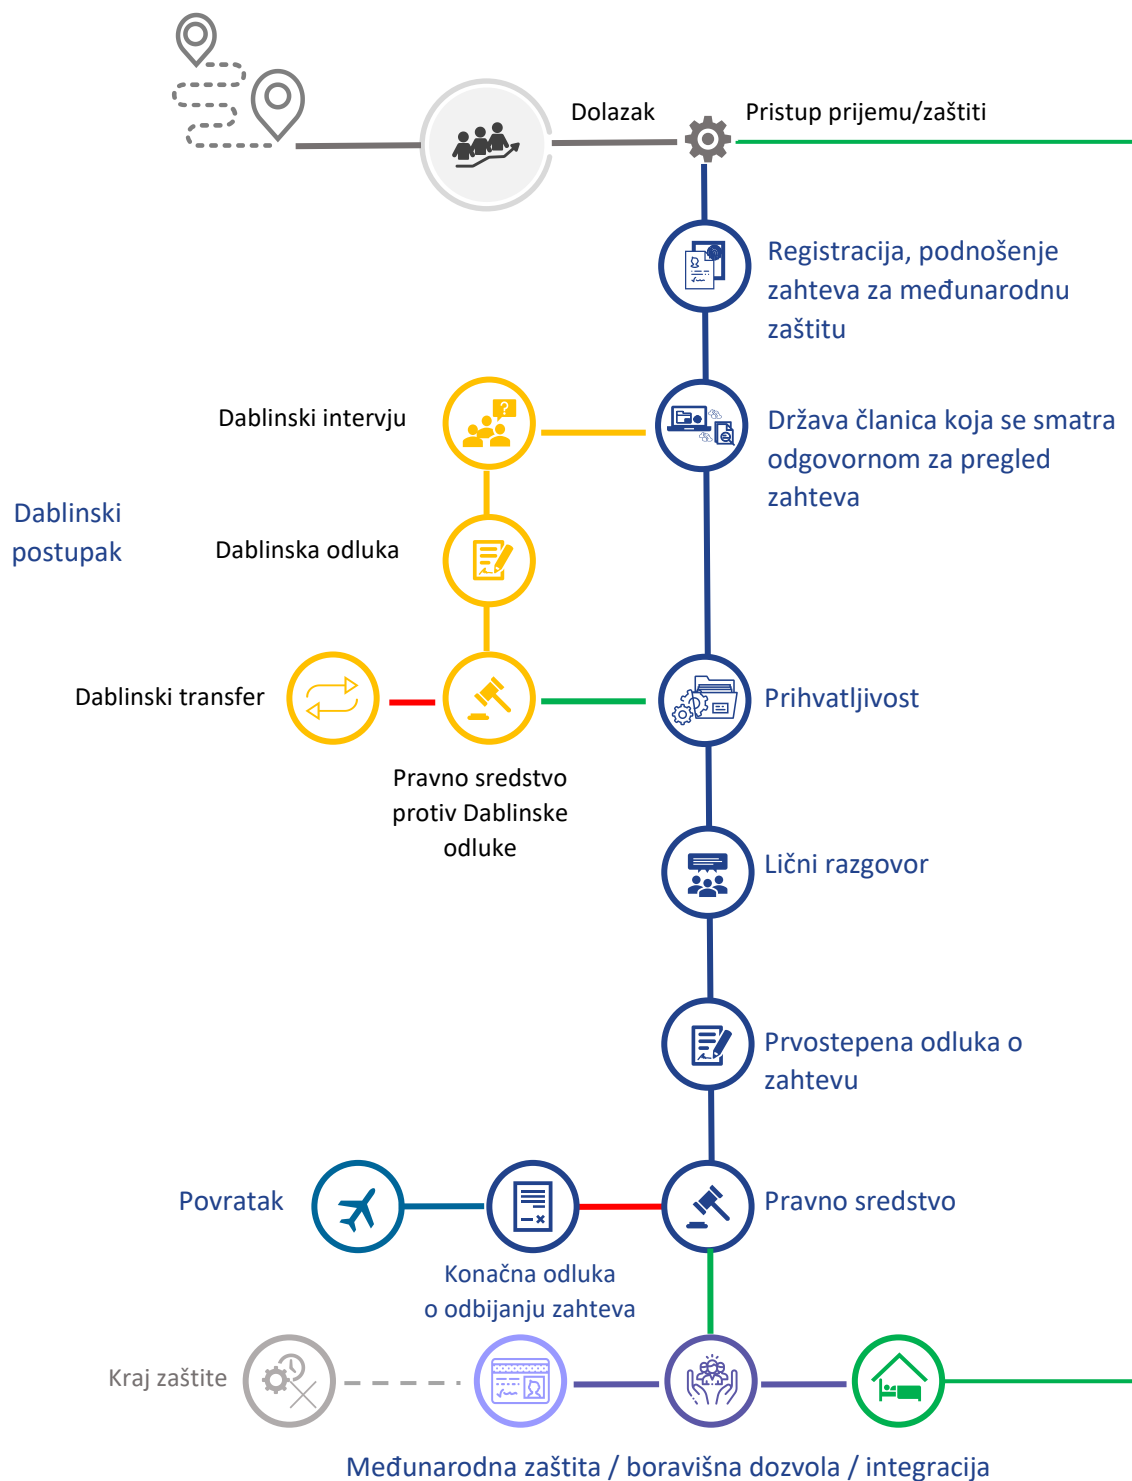 Dolazak
Pristup prijemu/zaštiti
Registracija, podnošenje
zahteva za međunarodnu
zaštitu
Dablinski intervju
Država članica koja se smatra
odgovornom za pregled
zahteva
Dablinski
postupak
Dablinska odluka
Dablinski transfer
Prihvatljivost
Pravno sredstvo
protiv Dablinske
odluke
Lični razgovor
Prvostepena odluka o
zahtevu
Povratak
Pravno sredstvo
Konačna odluka
o odbijanju zahteva
Kraj zaštite
Međunarodna zaštita / boravišna dozvola / integracija